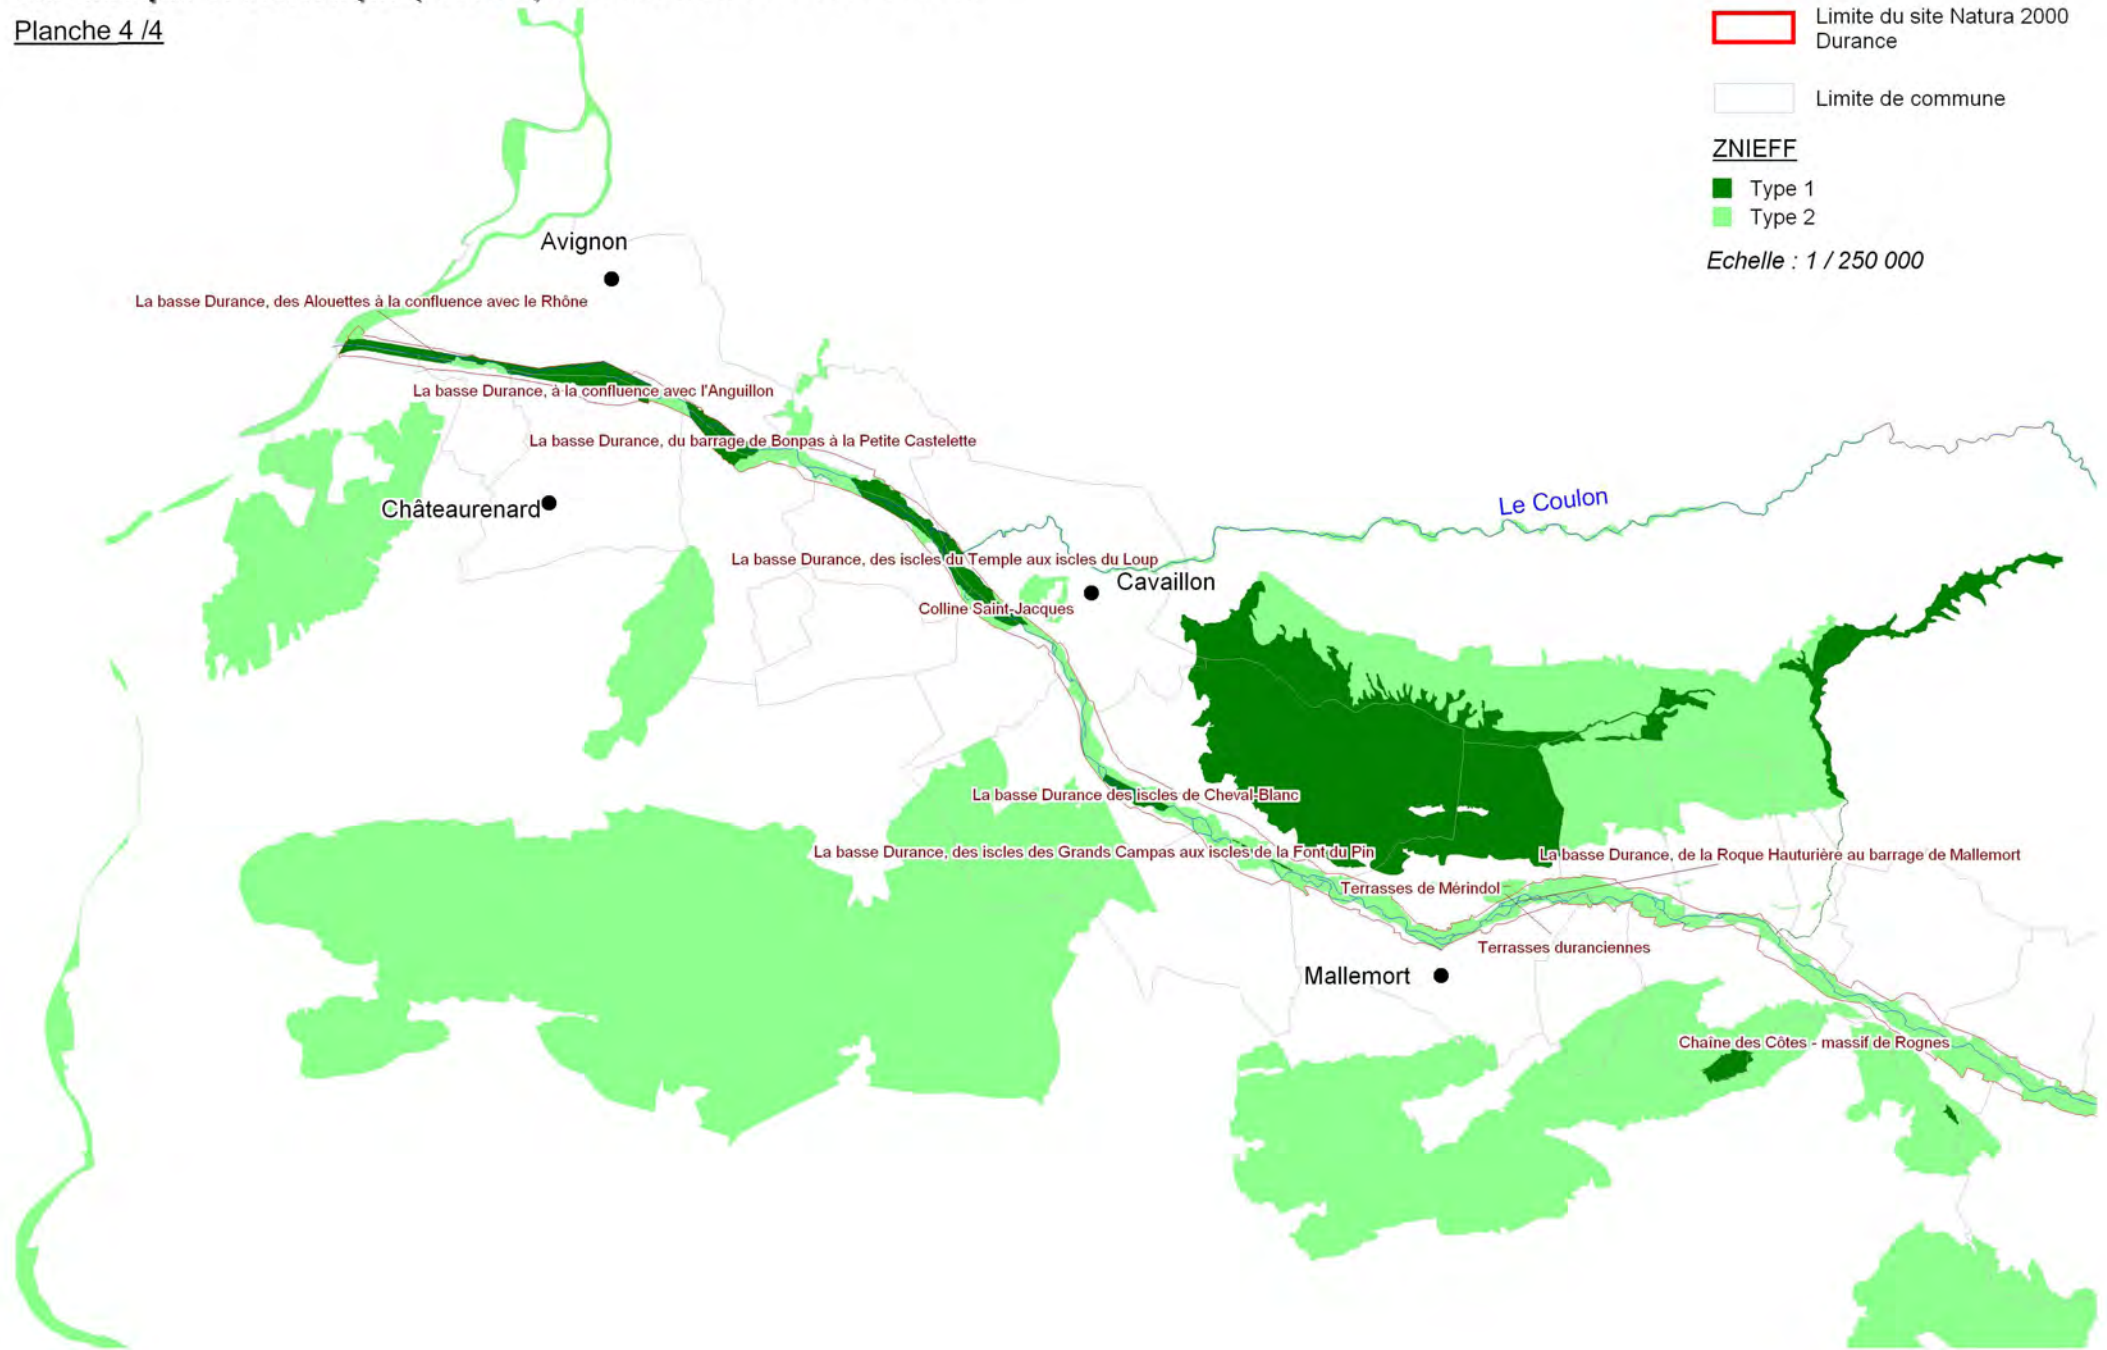 Planche 4 /4
Limite du site Natura 2000
Durance
Limite de commune
ZNIEFF
Type 1
Type 2
Echelle : 1 / 250 000
Avignon
La basse Durance, des Alouettes à la confluence avec le Rhône
La basse Durance, à la confluence avec l'Anguillon
La basse Durance, du barrage de Bonpas à la Petite Castelette
Châteaurenard
Le Coulon
La basse Durance, des iscles du Temple aux iscles du Loup
Cavaillon
Colline Saint-Jacques
La basse Durance des iscles de Cheval-Blanc
La basse Durance, des iscles des Grands Campas aux iscles de la Font du Pin
La basse Durance, de la Roque Hauturière au barrage de Mallemort
Terrasses de Mérindol
Terrasses duranciennes
Mallemort
Chaîne des Côtes - massif de Rognes